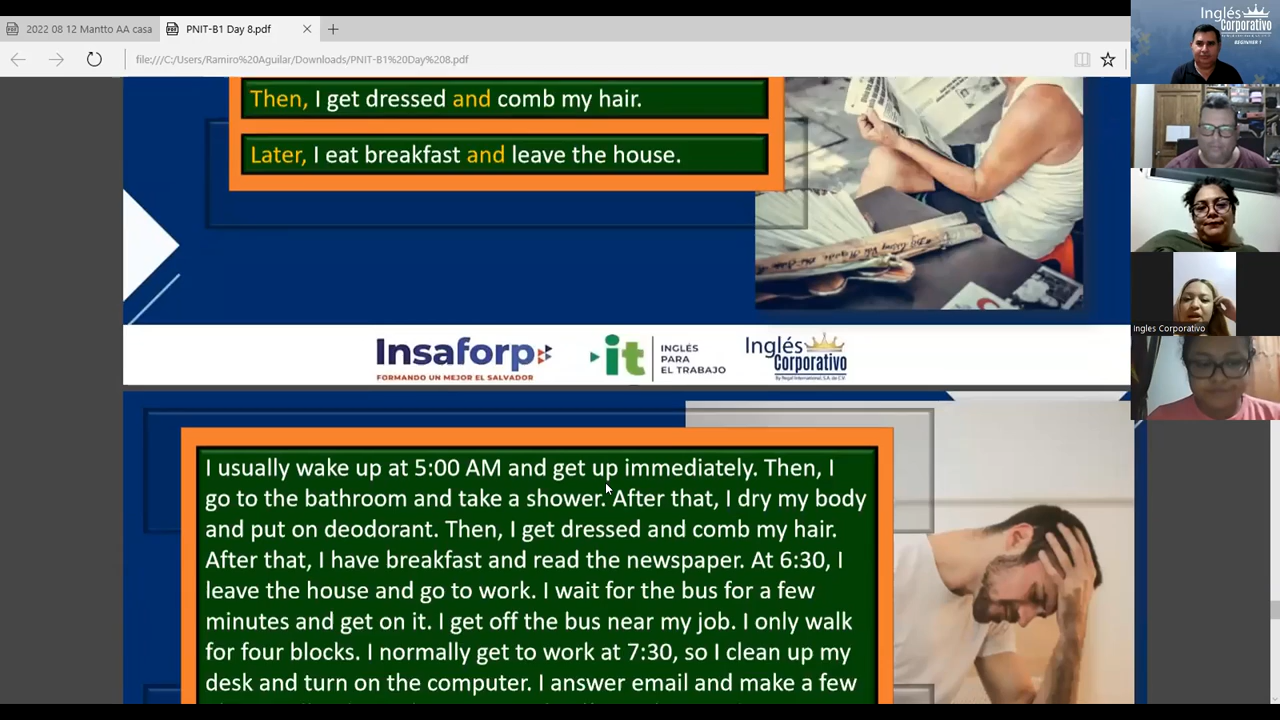 2022 08 12 Mantto AA casa
PNIT-B1 Day 8.pdf
file:///C:/Users/Ramiro%20Aguilar/Downloads/PNIT-B1%20Day%208.pdf
Then, I get dressed and comb my hair.
Later, I eat breakfast and leave the house.
Insaforp
FORMANDO UN MEJOR EL SALVADOR
it
INGLÉS
PARA
EL TRABAJO
Inglés
Corporativo
By Regal International, S.A. de C.V.
I usually wake up at 5:00 AM and get up immediately. Then, I
go to the bathroom and take a shower. After that, I dry my body
and put on deodorant. Then, I get dressed and comb my hair.
After that, I have breakfast and read the newspaper. At 6:30, I
leave the house and go to work. I wait for the bus for a few
minutes and get on it. I get off the bus near my job. I only walk
for four blocks. I normally get to work at 7:30, so I clean up my
desk and turn on the computer. I answer email and make a few
Inglés
Corporativo
BEGINNER 1
Ingles Corporativo